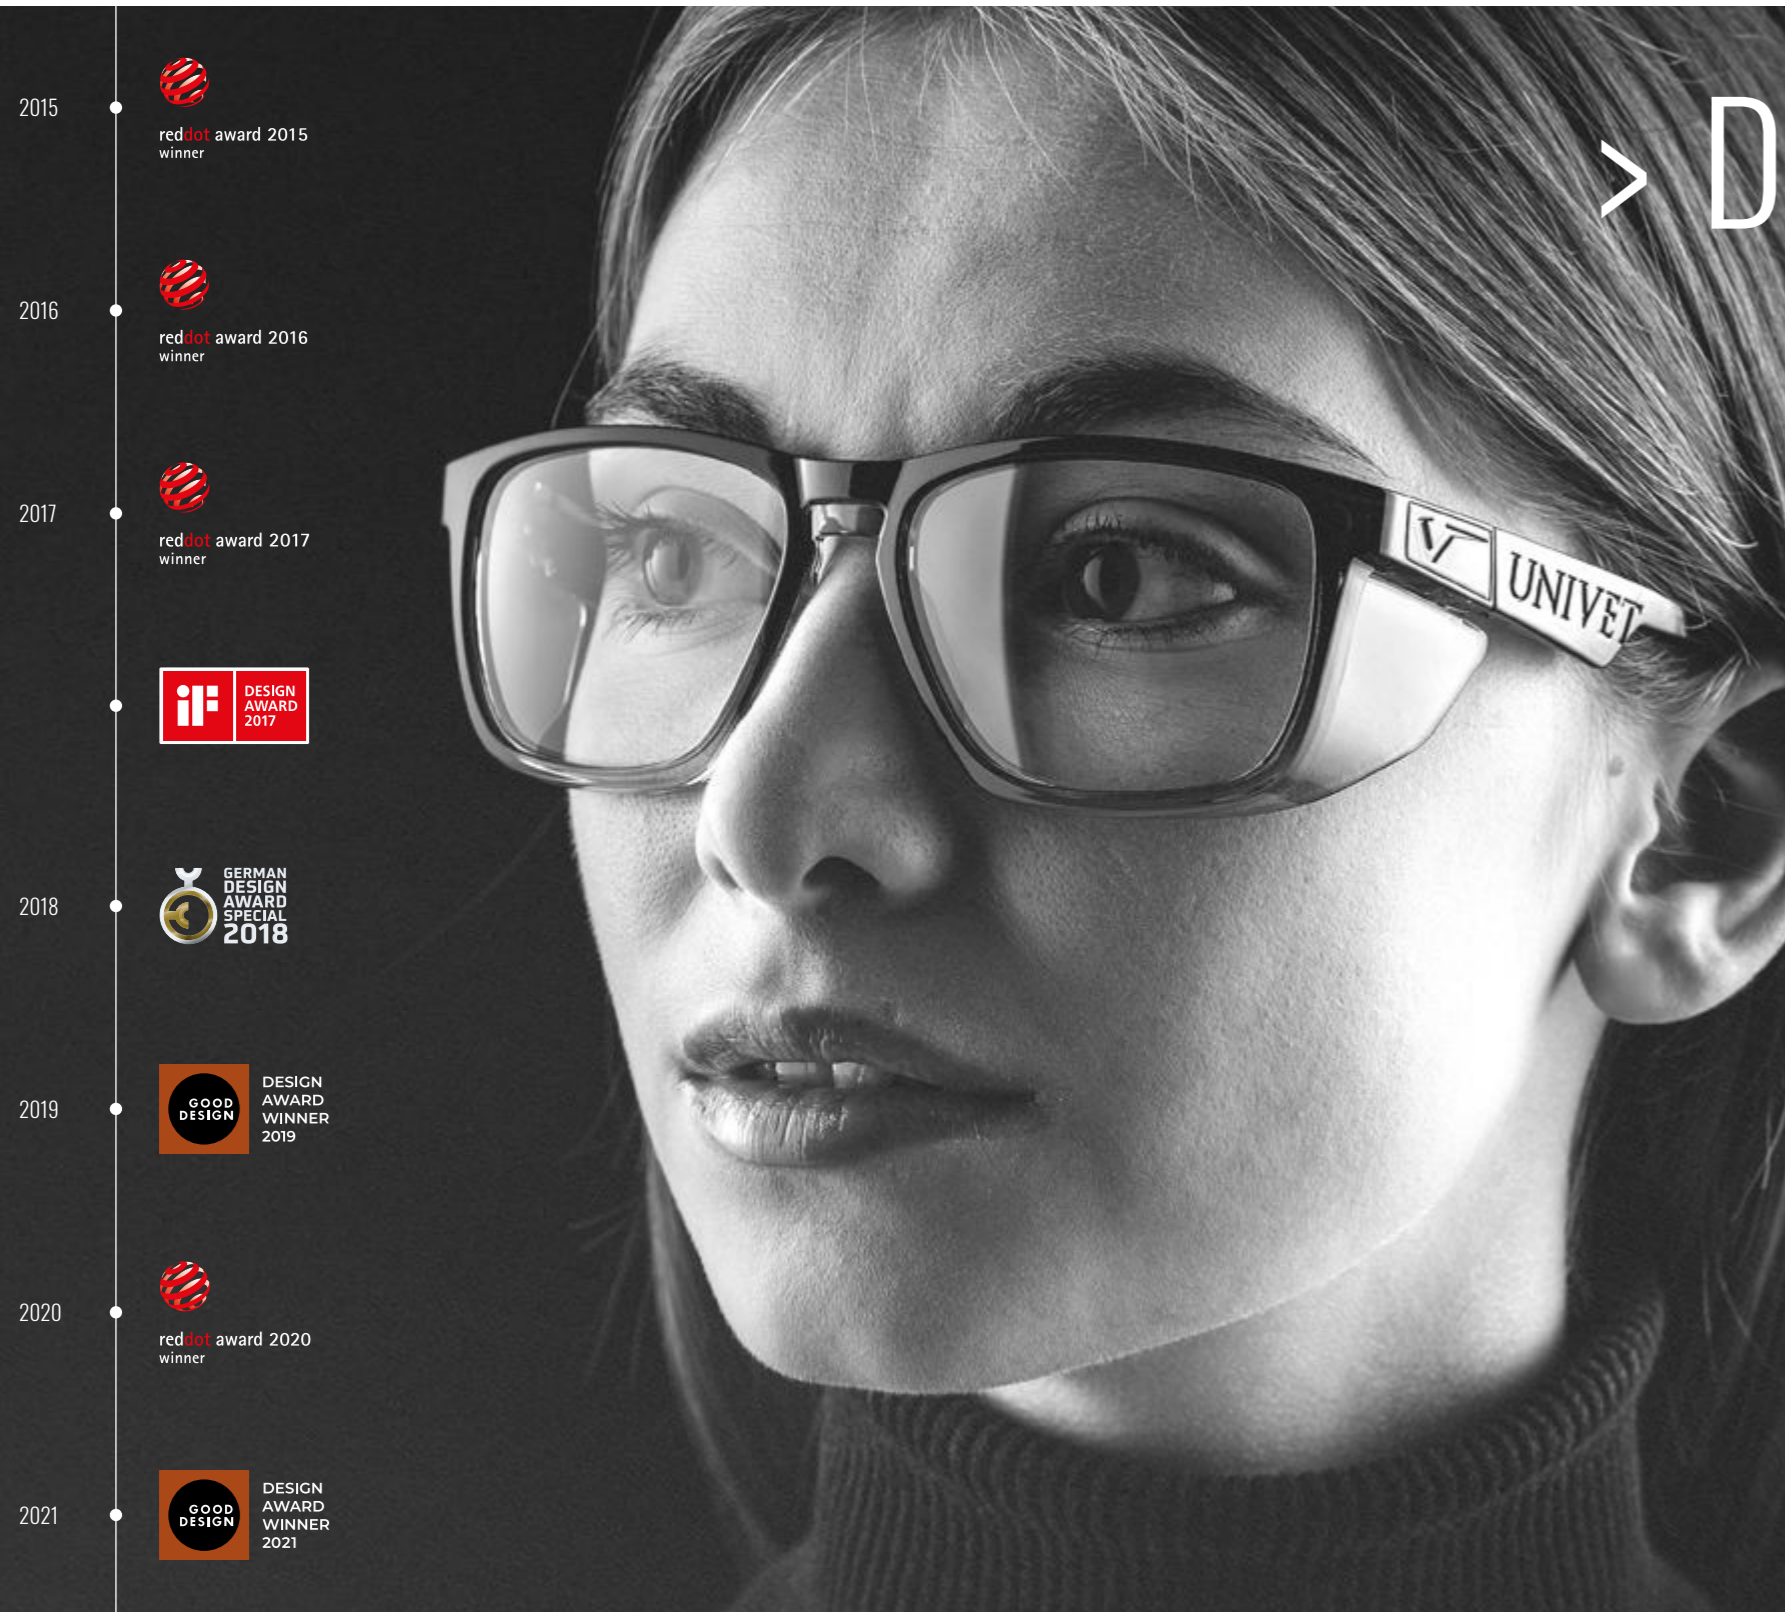 2015
reddot award 2015
winner
> D
2016
reddot award 2016
winner
2017
reddot award 2017
winner
UNIVET
iF
DESIGN
AWARD
2017
2018
GERMAN
DESIGN
AWARD
SPECIAL
2018
2019
GOOD
DESIGN
DESIGN
AWARD
WINNER
2019
2020
reddot award 2020
winner
2021
GOOD
DESIGN
DESIGN
AWARD
WINNER
2021